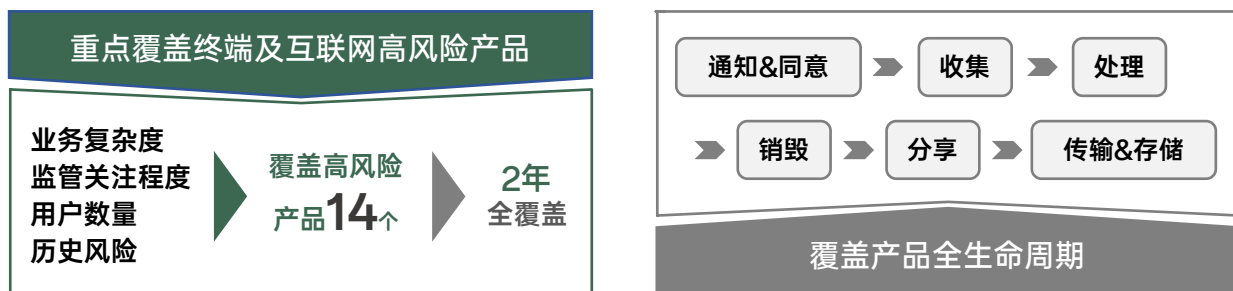 重点覆盖终端及互联网高风险产品
业务复杂度
监管关注程度
用户数量
历史风险
覆盖高风险
产品14个
2年
全覆盖
通知&同意
收集
处理
销毁
分享
传输&存储
覆盖产品全生命周期